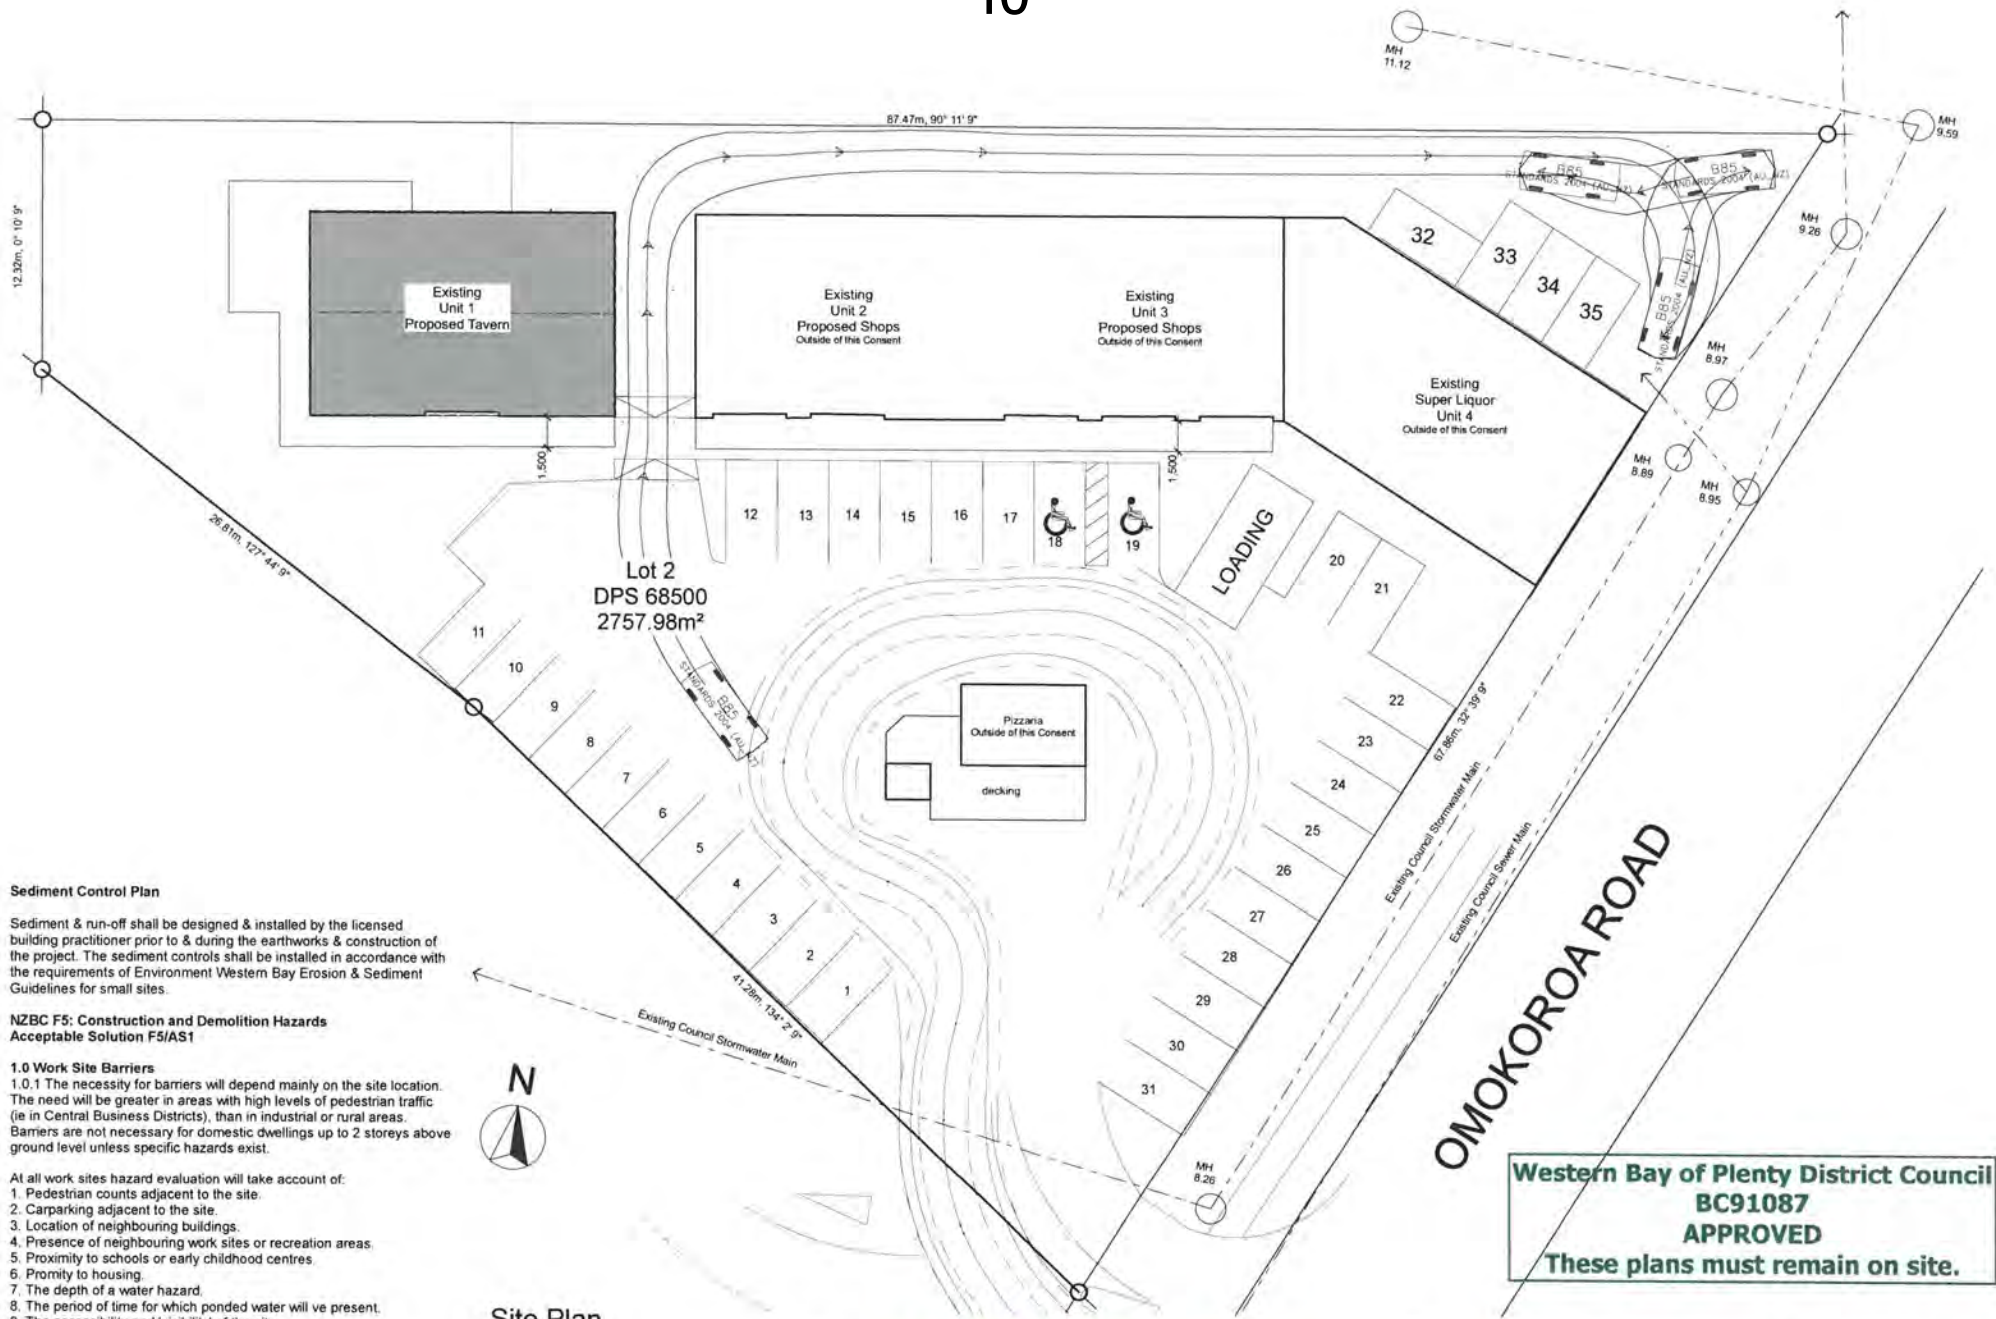 10
MH
11.12
87.47m, 90° 11' 9"
MH
9.59
B85
STANDARDS 2004 (AU_NZ)
B85
STANDARDS 2004 (AU_NZ)
12.32m, 0° 10' 9"
MH
9.26
32
33
34
35
B85
STANDARDS 2004 (AU_NZ)
Existing
Unit 1
Proposed Tavern
Existing
Unit 2
Proposed Shops
Outside of this Consent
Existing
Unit 3
Proposed Shops
Outside of this Consent
MH
8.97
Existing
Super Liquor
Unit 4
Outside of this Consent
MH
8.89
MH
8.95
1,500
1,500
12
13
14
15
16
17
18
19
LOADING
20
21
26.81m, 127° 44' 9"
Lot 2
DPS 68500
2757.98m²
11
10
9
8
7
6
5
4
3
2
1
B85
STANDARDS 2004 (AU_NZ)
Pizzaria
Outside of this Consent
decking
22
23
24
25
26
27
28
29
30
31
67.86m, 32° 39' 9"
Existing Council Stormwater Main
Existing Council Sewer Main
OMOKOROA ROAD
41.28m, 134° 2' 9"
Existing Council Stormwater Main
MH
8.26
N
Sediment Control Plan
Sediment & run-off shall be designed & installed by the licensed
building practitioner prior to & during the earthworks & construction of
the project. The sediment controls shall be installed in accordance with
the requirements of Environment Western Bay Erosion & Sediment
Guidelines for small sites.
NZBC F5: Construction and Demolition Hazards
Acceptable Solution F5/AS1
1.0 Work Site Barriers
1.0.1 The necessity for barriers will depend mainly on the site location.
The need will be greater in areas with high levels of pedestrian traffic
(ie in Central Business Districts), than in industrial or rural areas.
Barriers are not necessary for domestic dwellings up to 2 storeys above
ground level unless specific hazards exist.
At all work sites hazard evaluation will take account of:
1. Pedestrian counts adjacent to the site.
2. Carparking adjacent to the site.
3. Location of neighbouring buildings.
4. Presence of neighbouring work sites or recreation areas.
5. Proximity to schools or early childhood centres.
6. Promity to housing.
7. The depth of a water hazard.
8. The period of time for which ponded water will ve present.
Site Plan
Western Bay of Plenty District Council
BC91087
APPROVED
These plans must remain on site.